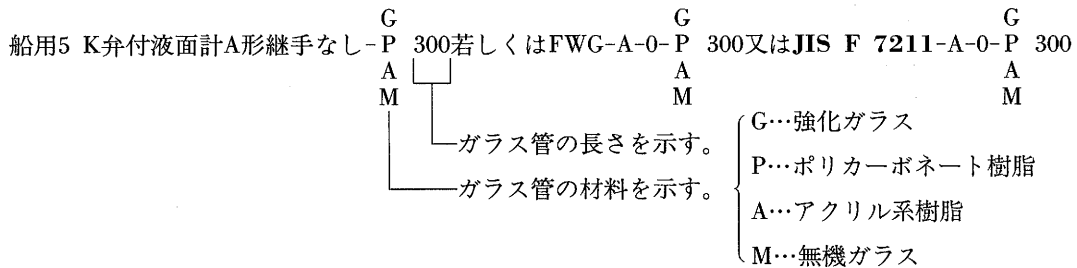 G G G
船用5 K弁付液面計A形継手なし-P 300若しくはFWG-A-0-P 300又はJIS F 7211-A-0-P 300
A A A
M M M
ガラス管の長さを示す。
ガラス管の材料を示す。
G…強化ガラス
P…ポリカーボネート樹脂
A…アクリル系樹脂
M…無機ガラス